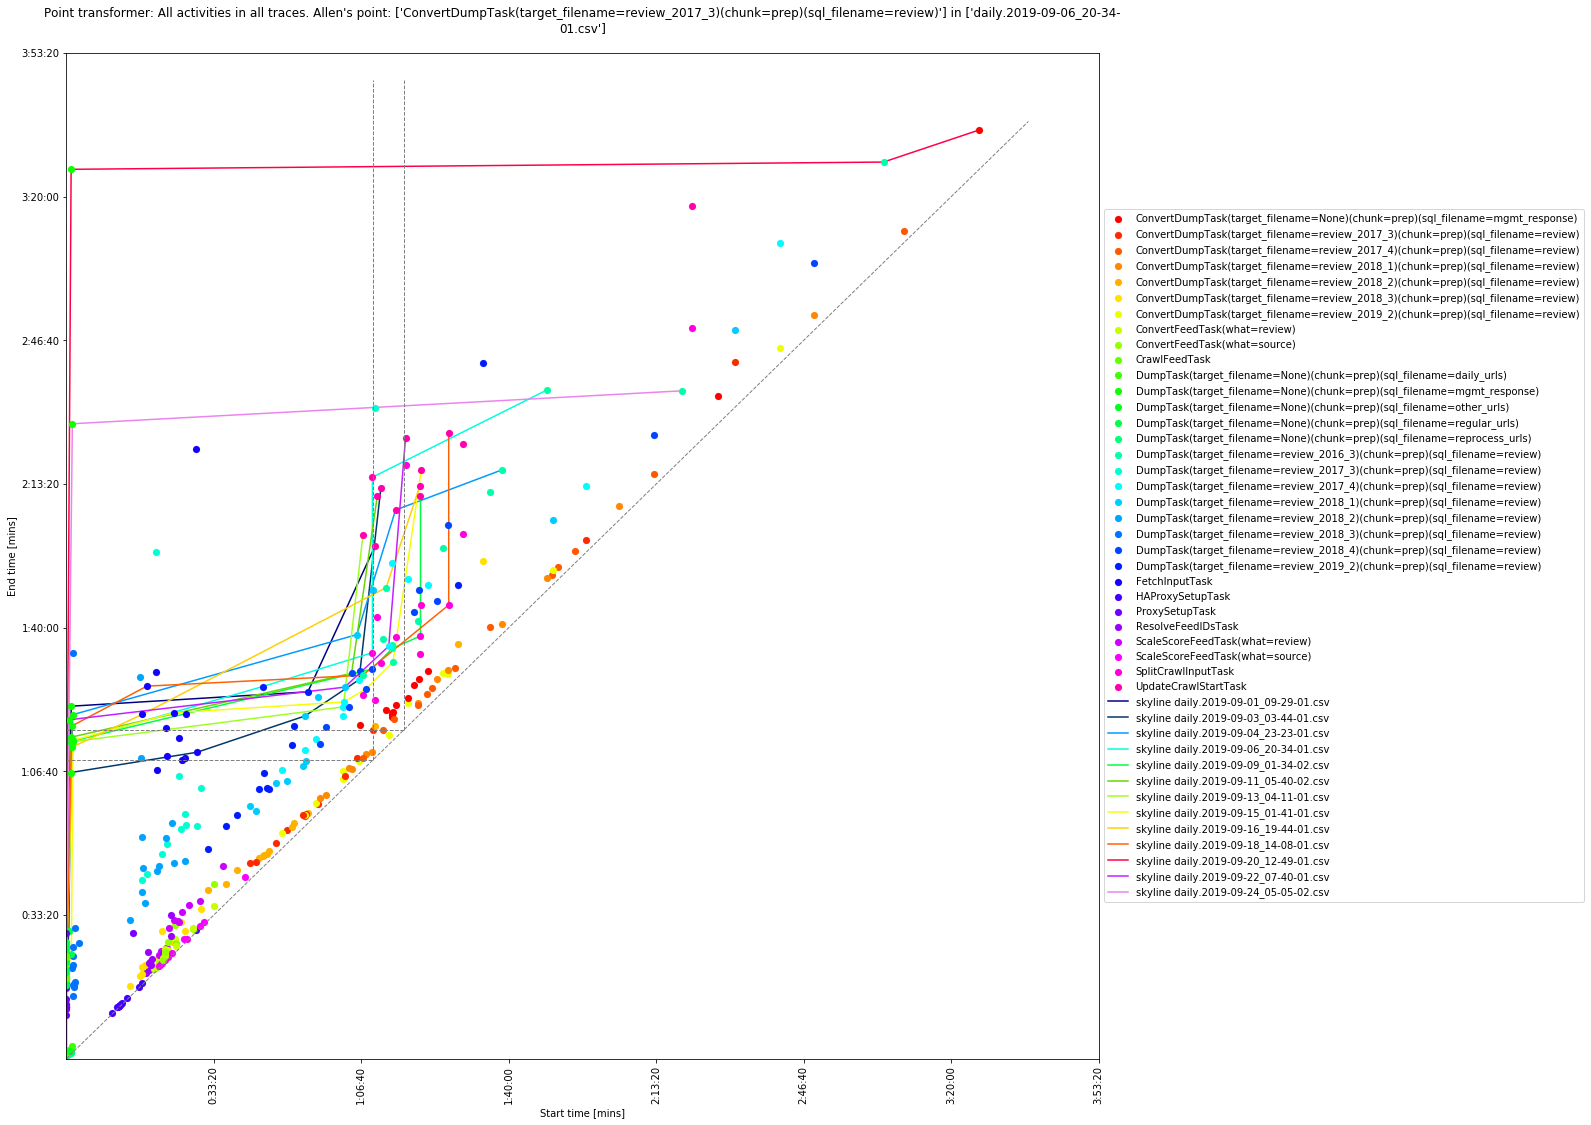 Point transformer: All activities in all traces. Allen's point: ['ConvertDumpTask(target_filename=review_2017_3)(chunk=prep)(sql_filename=review)'] in ['daily.2019-09-06_20-34-
01.csv']
3:53:20
3:20:00
2:46:40
2:13:20
1:40:00
1:06:40
0:33:20
End time [mins]
0:33:20
1:06:40
1:40:00
2:13:20
2:46:40
3:20:00
3:53:20
Start time [mins]
ConvertDumpTask(target_filename=None)(chunk=prep)(sql_filename=mgmt_response)
ConvertDumpTask(target_filename=review_2017_3)(chunk=prep)(sql_filename=review)
ConvertDumpTask(target_filename=review_2017_4)(chunk=prep)(sql_filename=review)
ConvertDumpTask(target_filename=review_2018_1)(chunk=prep)(sql_filename=review)
ConvertDumpTask(target_filename=review_2018_2)(chunk=prep)(sql_filename=review)
ConvertDumpTask(target_filename=review_2018_3)(chunk=prep)(sql_filename=review)
ConvertDumpTask(target_filename=review_2019_2)(chunk=prep)(sql_filename=review)
ConvertFeedTask(what=review)
ConvertFeedTask(what=source)
CrawlFeedTask
DumpTask(target_filename=None)(chunk=prep)(sql_filename=daily_urls)
DumpTask(target_filename=None)(chunk=prep)(sql_filename=mgmt_response)
DumpTask(target_filename=None)(chunk=prep)(sql_filename=other_urls)
DumpTask(target_filename=None)(chunk=prep)(sql_filename=regular_urls)
DumpTask(target_filename=None)(chunk=prep)(sql_filename=reprocess_urls)
DumpTask(target_filename=review_2016_3)(chunk=prep)(sql_filename=review)
DumpTask(target_filename=review_2017_3)(chunk=prep)(sql_filename=review)
DumpTask(target_filename=review_2017_4)(chunk=prep)(sql_filename=review)
DumpTask(target_filename=review_2018_1)(chunk=prep)(sql_filename=review)
DumpTask(target_filename=review_2018_2)(chunk=prep)(sql_filename=review)
DumpTask(target_filename=review_2018_3)(chunk=prep)(sql_filename=review)
DumpTask(target_filename=review_2018_4)(chunk=prep)(sql_filename=review)
DumpTask(target_filename=review_2019_2)(chunk=prep)(sql_filename=review)
FetchInputTask
HAProxySetupTask
ProxySetupTask
ResolveFeedIDsTask
ScaleScoreFeedTask(what=review)
ScaleScoreFeedTask(what=source)
SplitCrawlInputTask
UpdateCrawlStartTask
skyline daily.2019-09-01_09-29-01.csv
skyline daily.2019-09-03_03-44-01.csv
skyline daily.2019-09-04_23-23-01.csv
skyline daily.2019-09-06_20-34-01.csv
skyline daily.2019-09-09_01-34-02.csv
skyline daily.2019-09-11_05-40-02.csv
skyline daily.2019-09-13_04-11-01.csv
skyline daily.2019-09-15_01-41-01.csv
skyline daily.2019-09-16_19-44-01.csv
skyline daily.2019-09-18_14-08-01.csv
skyline daily.2019-09-20_12-49-01.csv
skyline daily.2019-09-22_07-40-01.csv
skyline daily.2019-09-24_05-05-02.csv